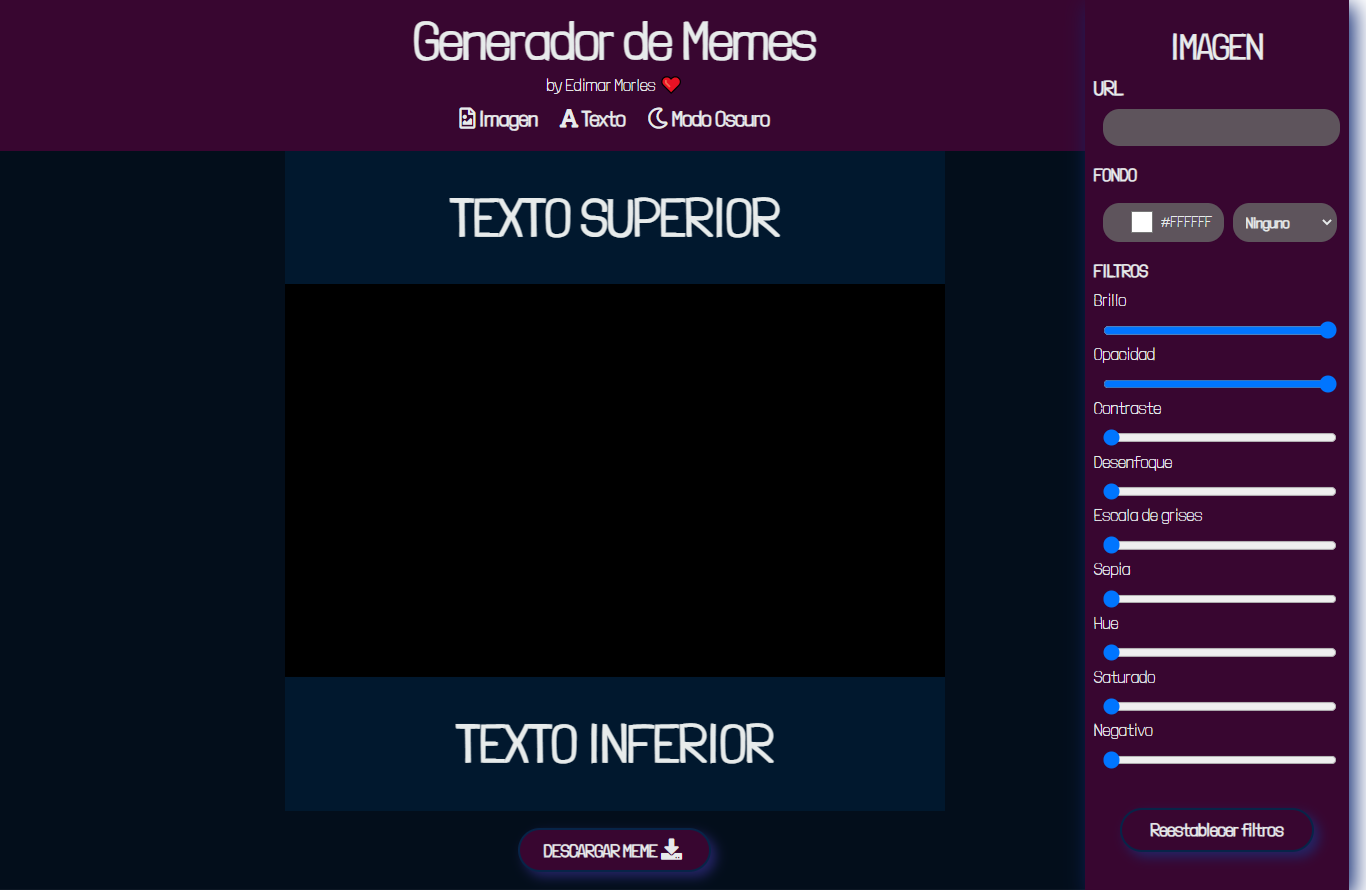 Generador de Memes
by Edimar Morles ❤️
Imagen Texto Modo Oscuro
TEXTO SUPERIOR
TEXTO INFERIOR
DESCARGAR MEME
IMAGEN
URL
FONDO
#FFFFFF Ninguno
FILTROS
Brillo
Opacidad
Contraste
Desenfoque
Escala de grises
Sepia
Hue
Saturado
Negativo
Reestablecer filtros